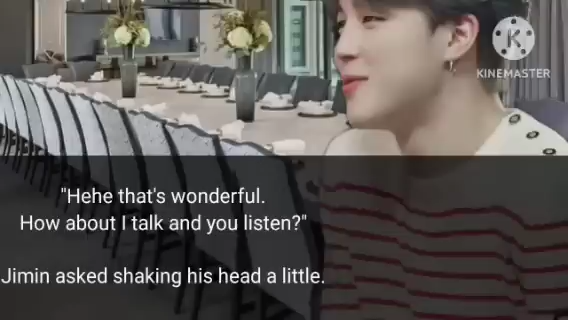 KINEMASTER
"Hehe that's wonderful.
How about I talk and you listen?"
Jimin asked shaking his head a little.